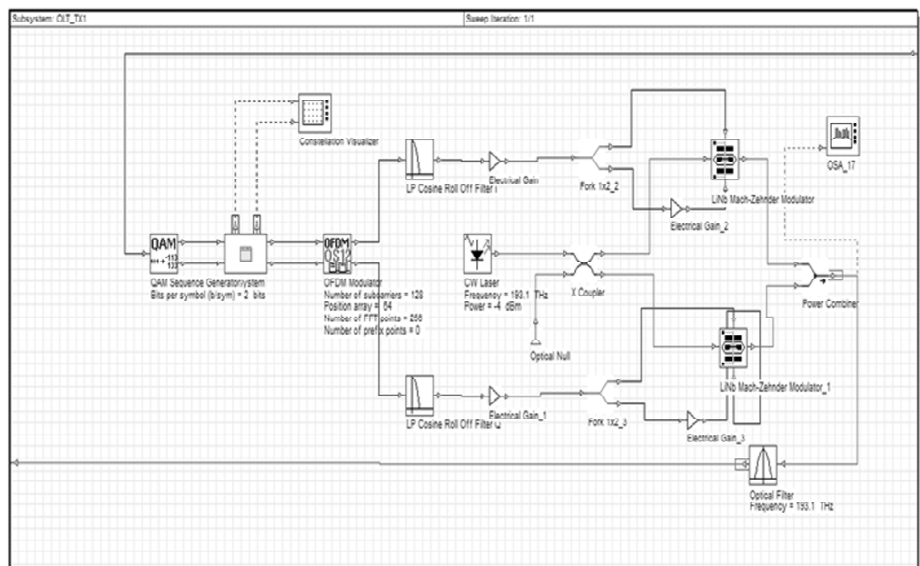 Subsystem: OLT_TX1
Sweep Iteration: 1/1
Constellation Visualizer
LP Cosine Roll Off Filter I
Electrical Gain
Fork 1x2_2
LiNb Mach-Zehnder Modulator
OSA_17
Electrical Gain_2
QAM
QAM Sequence Generator
Bits per symbol (b/sym) = 2 bits
OFDM
OFDM Modulator
Number of subcarriers = 128
Position array = 64
Number of FFT points = 256
Number of prefix points = 0
CW Laser
Frequency = 193.1 THz
Power = -4 dBm
X Coupler
Optical Null
Power Combiner
LiNb Mach-Zehnder Modulator_1
LP Cosine Roll Off Filter Q
Electrical Gain_1
Fork 1x2_3
Electrical Gain_3
Optical Filter
Frequency = 193.1 THz